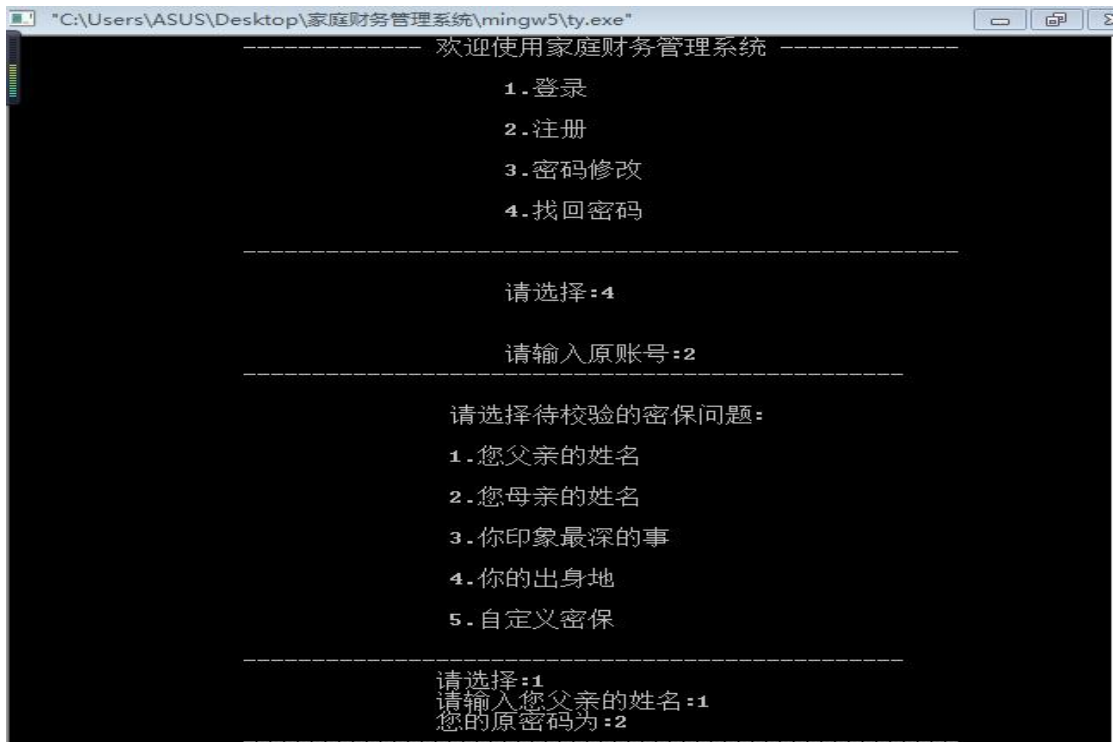 "C:\Users\ASUS\Desktop\家庭财务管理系统\mingw5\ty.exe"
------------- 欢迎使用家庭财务管理系统 -------------
1.登录
2.注册
3.密码修改
4.找回密码
----------------------------------------------------
请选择:4
请输入原账号:2
------------------------------------------------
请选择待校验的密保问题:
1.您父亲的姓名
2.您母亲的姓名
3.你印象最深的事
4.你的出身地
5.自定义密保
------------------------------------------------
请选择:1
请输入您父亲的姓名:1
您的原密码为:2
------------------------------------------------